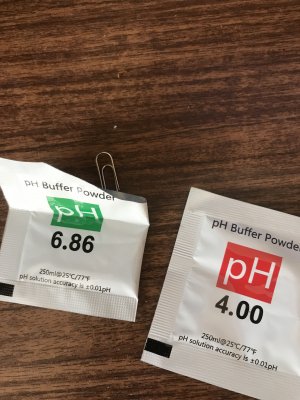 pH Buffer Powder
pH
6.86
250ml@25℃/77℉
pH solution accuracy is ±0.01pH
pH Buffer Powde
pH
4.00
250ml@25℃/77℉
pH solution accuracy is ±0.01pH